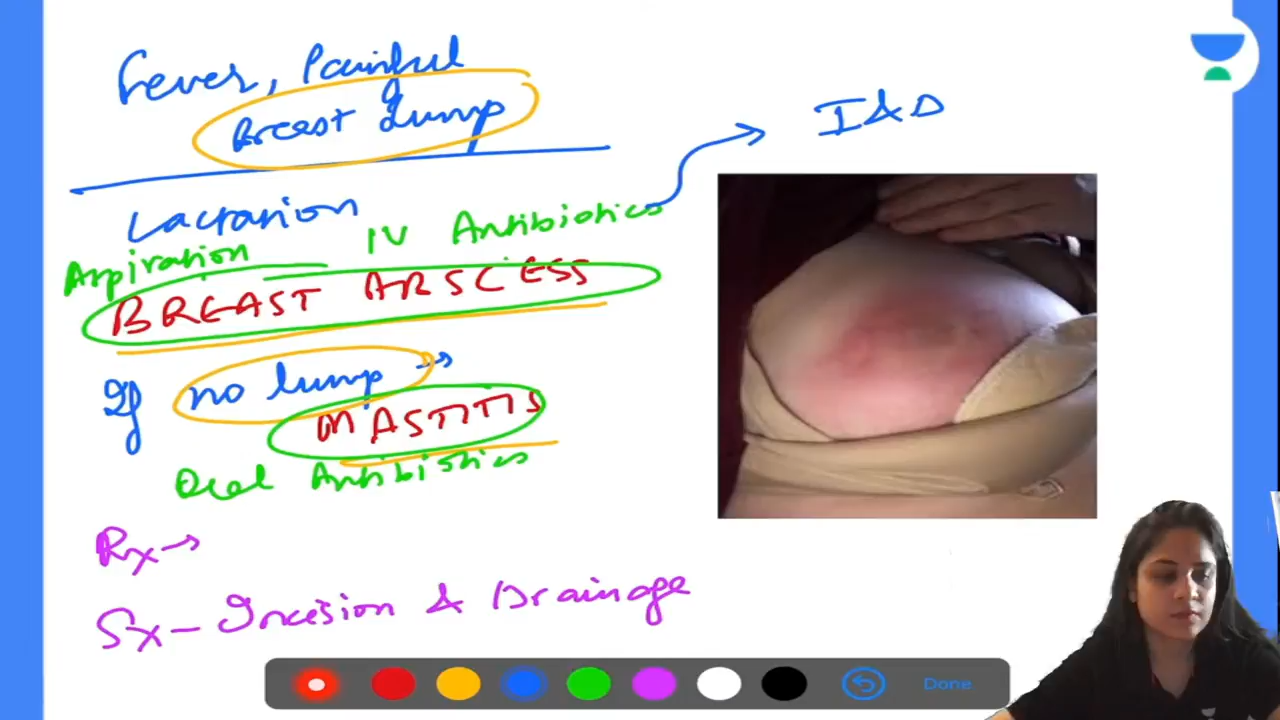 Fever, Painful
Breast Lump
I & D
Lactation
Aspiration
IV Antibiotics
BREAST ABSCESS
If no lump →
MASTITIS
Oral Antibiotics
Rx →
Sx - Incision & Drainage
Done